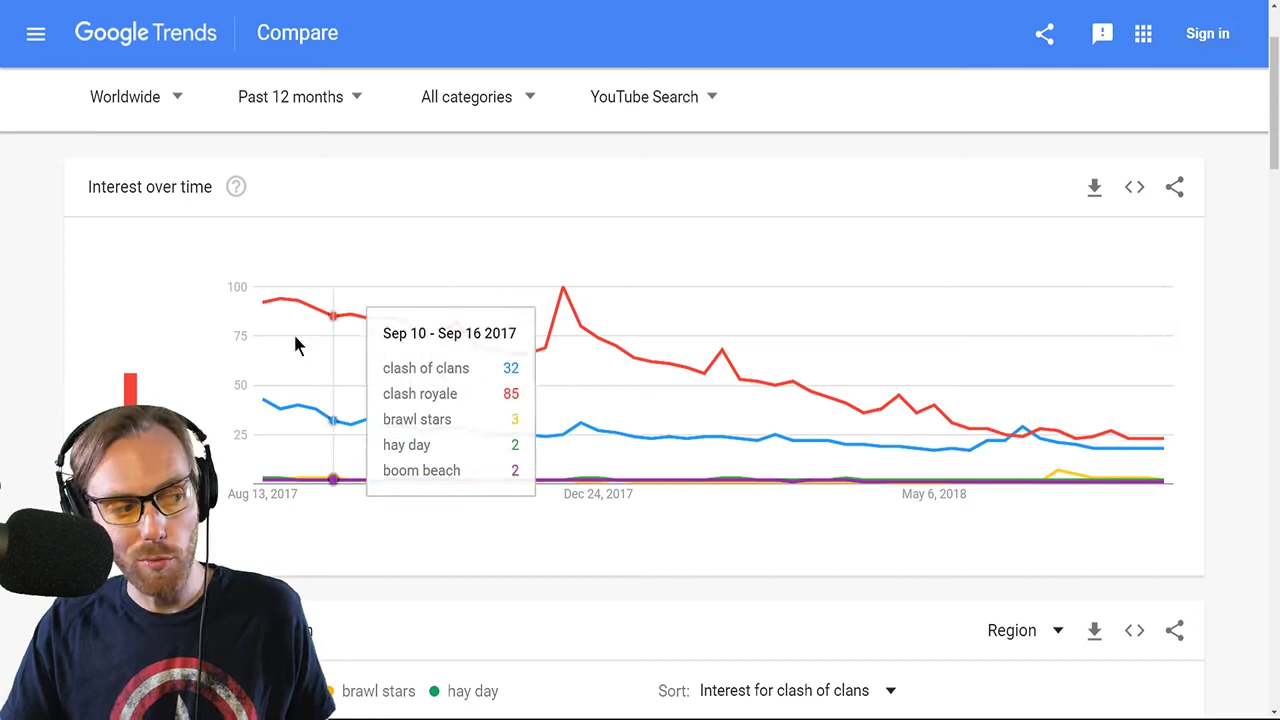 Google Trends Compare Sign in
Worldwide Past 12 months All categories YouTube Search
Interest over time ?
100
75
50
25
Aug 13, 2017 Dec 24, 2017 May 6, 2018
Sep 10 - Sep 16 2017
clash of clans 32
clash royale 85
brawl stars 3
hay day 2
boom beach 2
Region
brawl stars hay day Sort: Interest for clash of clans